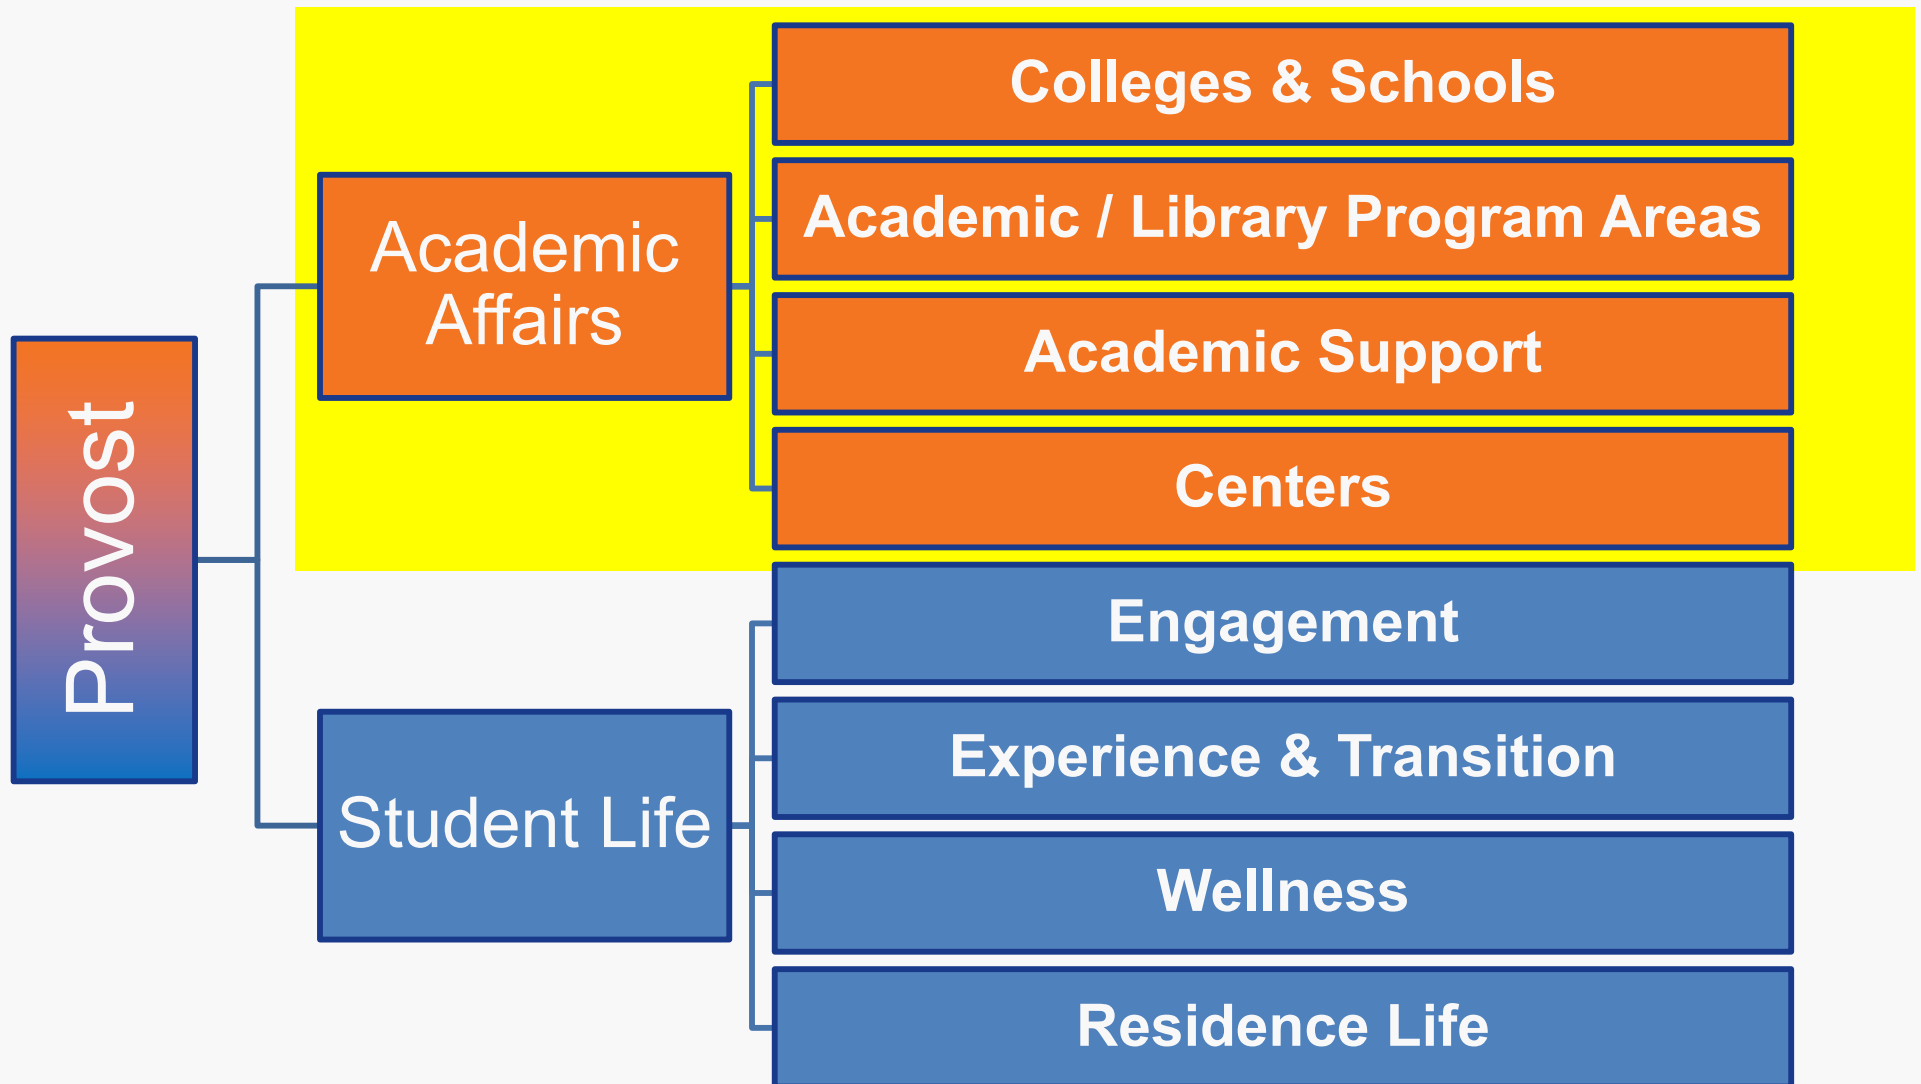 Provost
Academic
Affairs
Colleges & Schools
Academic / Library Program Areas
Academic Support
Centers
Student Life
Engagement
Experience & Transition
Wellness
Residence Life